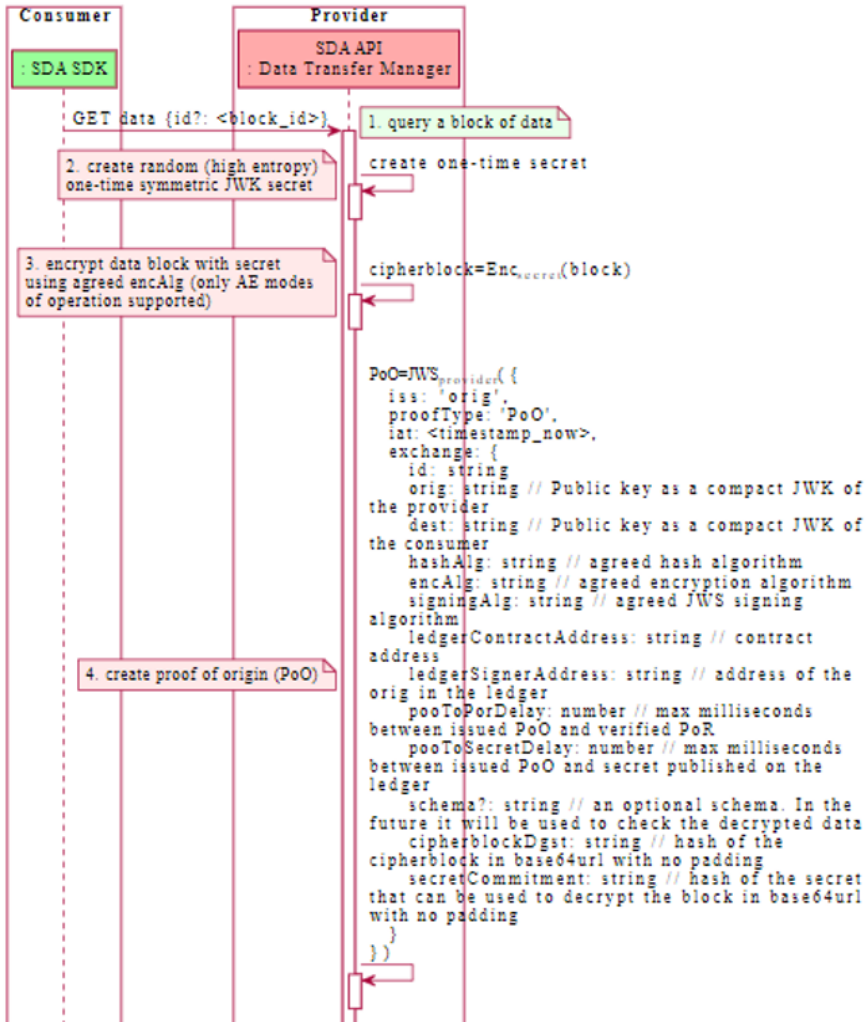 Consumer
Provider
: SDA SDK
SDA API
: Data Transfer Manager
GET data {id?: <block_id>}
1. query a block of data
2. create random (high entropy)
one-time symmetric JWK secret
create one-time secret
3. encrypt data block with secret
using agreed encAlg (only AE modes
of operation supported)
cipherblock=Enc secret(block)
PoO=JWS provider( {
iss: 'orig',
proofType: 'PoO',
iat: <timestamp_now>,
exchange: {
id: string
orig: string // Public key as a compact JWK of
the provider
dest: string // Public key as a compact JWK of
the consumer
hashAlg: string // agreed hash algorithm
encAlg: string // agreed encryption algorithm
signingAlg: string // agreed JWS signing
algorithm
ledgerContractAddress: string // contract
address
4. create proof of origin (PoO)
ledgerSignerAddress: string // address of the
orig in the ledger
pooToPorDelay: number // max milliseconds
between issued PoO and verified PoR
pooToSecretDelay: number // max milliseconds
between issued PoO and secret published on the
ledger
schema?: string // an optional schema. In the
future it will be used to check the decrypted data
cipherblockDgst: string // hash of the
cipherblock in base64url with no padding
secretCommitment: string // hash of the secret
that can be used to decrypt the block in base64url
with no padding
}
})